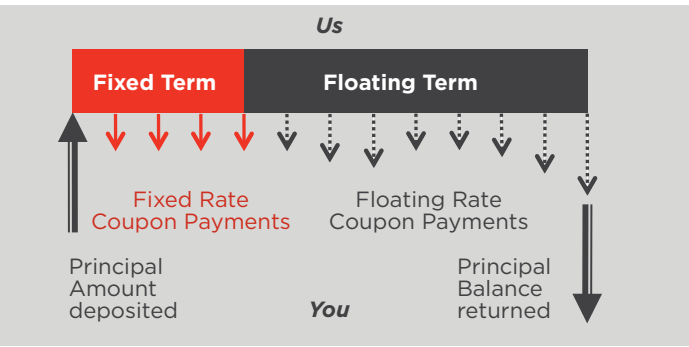 Us
Fixed Term
Floating Term
Fixed Rate
Coupon Payments
Floating Rate
Coupon Payments
Principal
Amount
deposited
You
Principal
Balance
returned